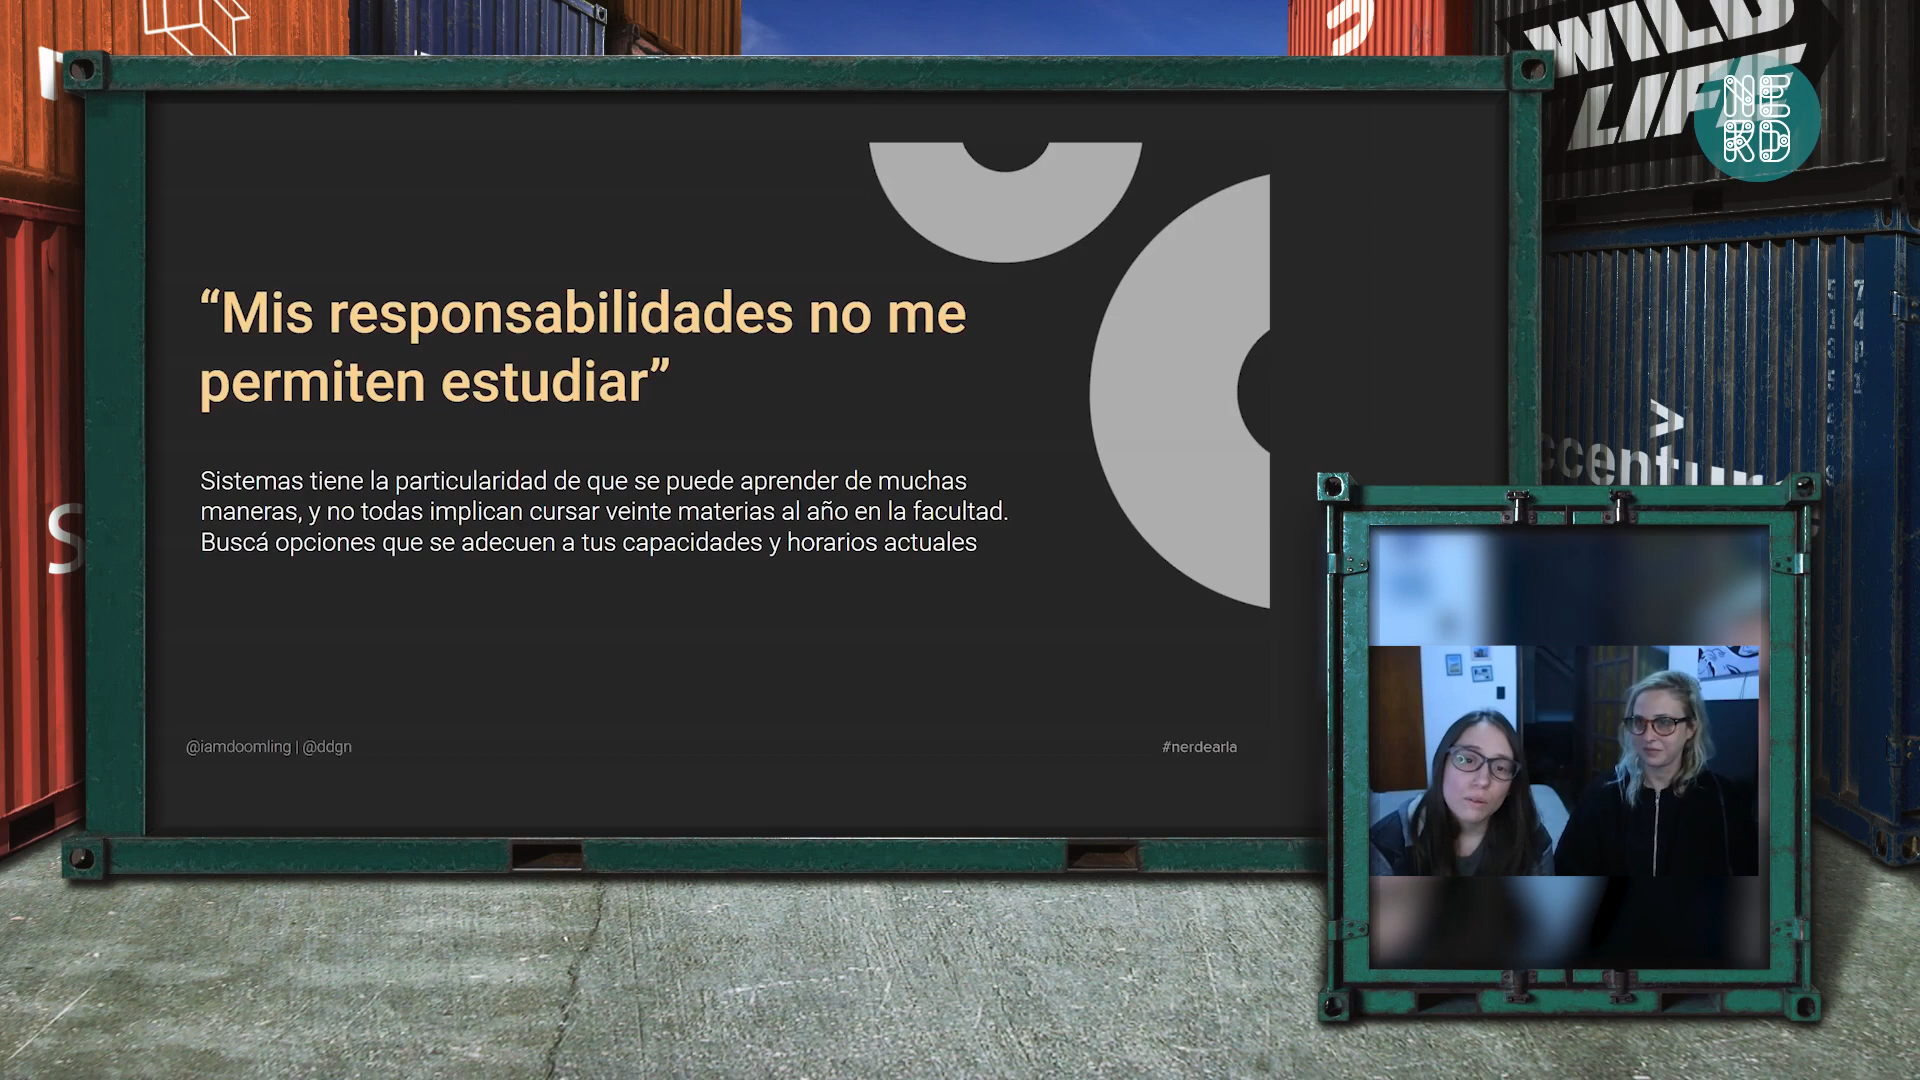 WILD
LIFE
NE
RD
“Mis responsabilidades no me
permiten estudiar”
Sistemas tiene la particularidad de que se puede aprender de muchas
maneras, y no todas implican cursar veinte materias al año en la facultad.
Buscá opciones que se adecuen a tus capacidades y horarios actuales
@iamdoomling | @ddgn
#nerdearla